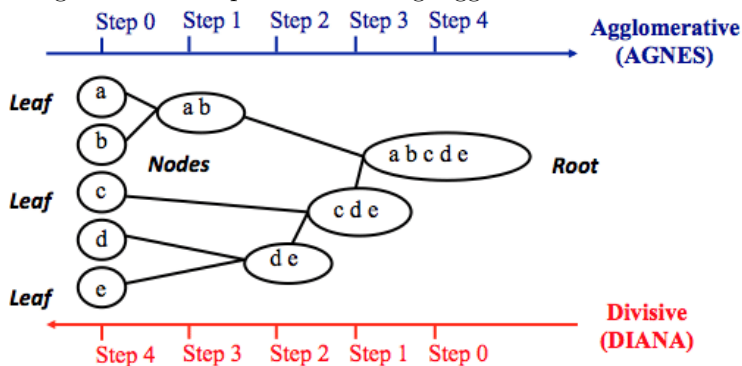 Step 0 Step 1 Step 2 Step 3 Step 4
Agglomerative
(AGNES)
Leaf
a
a b
b
Nodes
a b c d e
Root
Leaf
c
c d e
d
d e
Leaf
e
Divisive
(DIANA)
Step 4 Step 3 Step 2 Step 1 Step 0